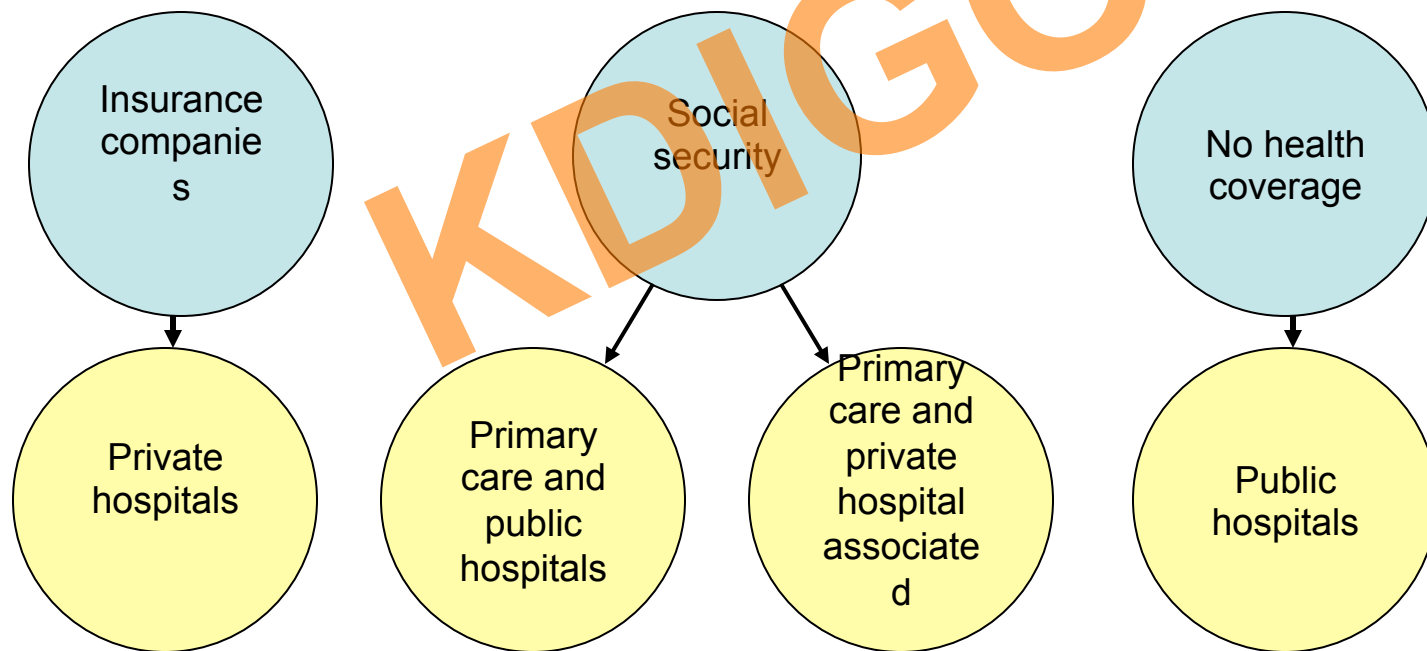 Insurance
companie
s
Social
security
No health
coverage
Private
hospitals
Primary
care and
public
hospitals
Primary
care and
private
hospital
associate
d
Public
hospitals
KDIGO